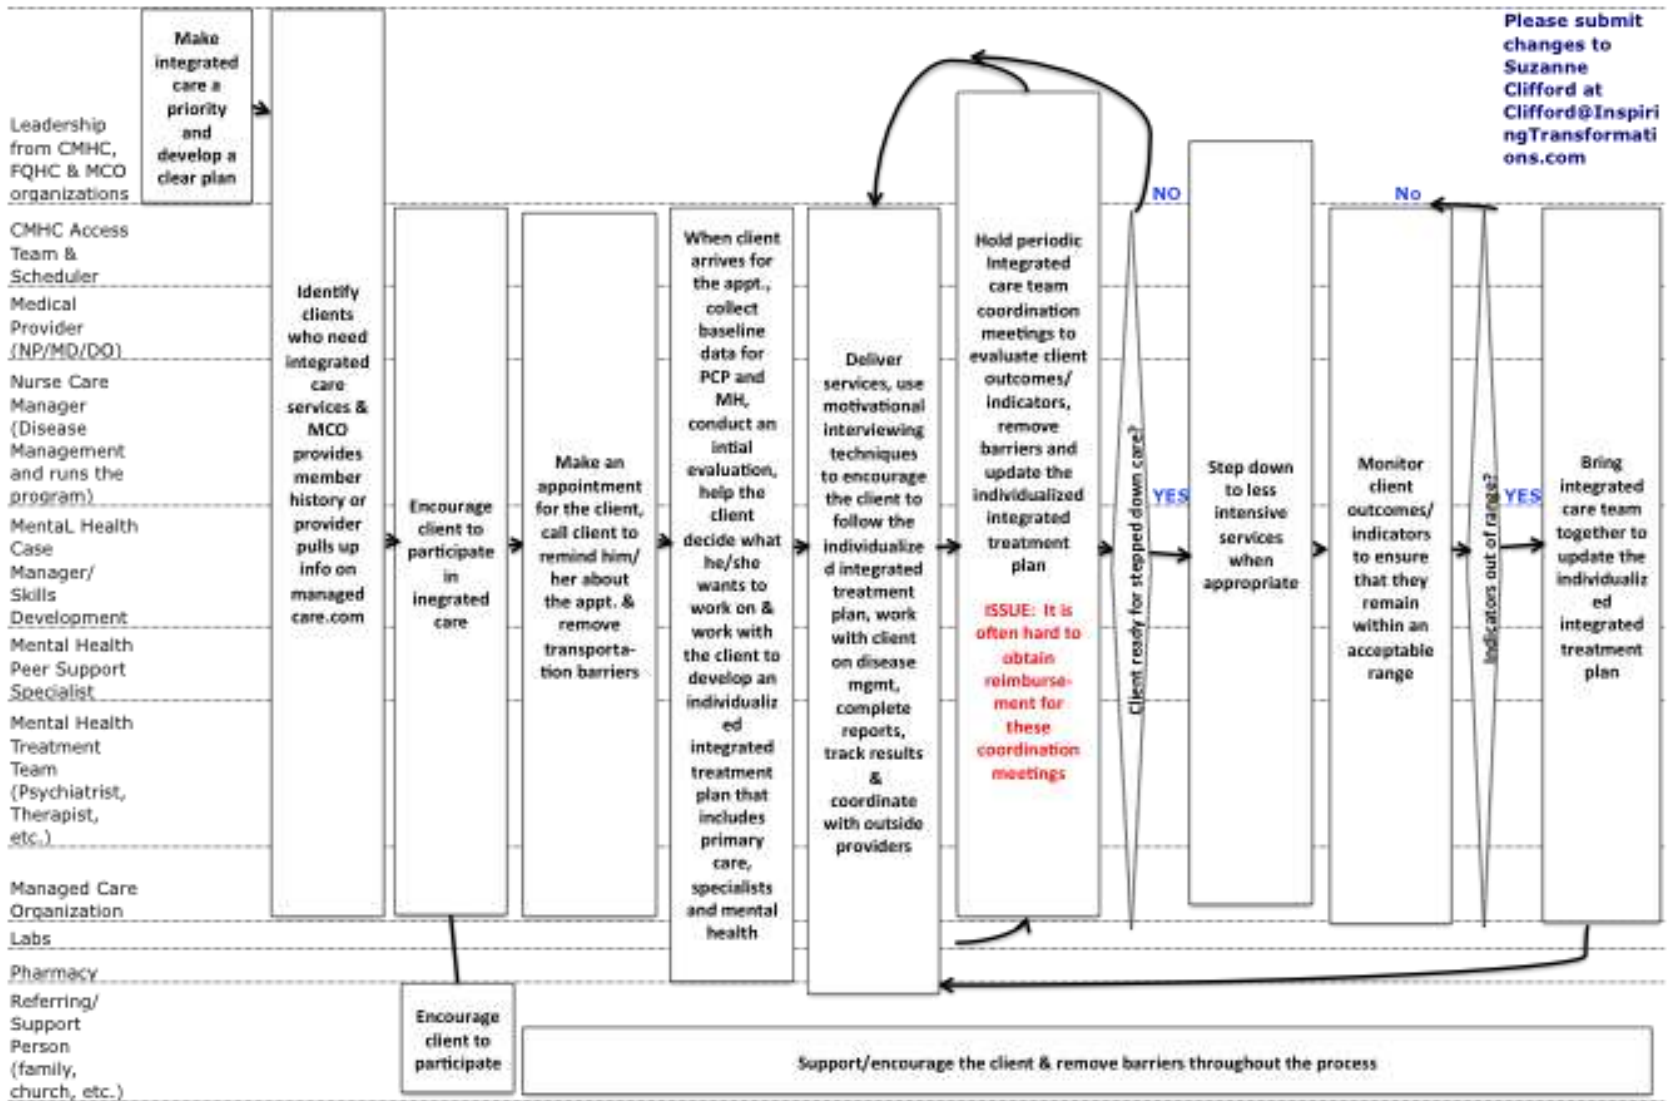 Please submit
changes to
Suzanne
Clifford at
Clifford@Inspiri
ngTransformati
ons.com
Leadership
from CMHC,
FQHC & MCO
organizations
CMHC Access
Team &
Scheduler
Medical
Provider
(NP/MD/DO)
Nurse Care
Manager
(Disease
Management
and runs the
program)
MentaL Health
Case
Manager/
Skills
Development
Mental Health
Peer Support
Specialist
Mental Health
Treatment
Team
(Psychiatrist,
Therapist,
etc.)
Managed Care
Organization
Labs
Pharmacy
Referring/
Support
Person
(family,
church, etc.)
Make
integrated
care a
priority
and
develop a
clear plan
Identify
clients
who need
integrated
care
services &
MCO
provides
member
history or
provider
pulls up
info on
managed
care.com
Encourage
client to
participate
in
inegrated
care
Encourage
client to
participate
Make an
appointment
for the client,
call client to
remind him/
her about
the appt. &
remove
transporta-
tion barriers
When client
arrives for
the appt.,
collect
baseline
data for
PCP and
MH,
conduct an
intial
evaluation,
help the
client
decide what
he/she
wants to
work on &
work with
the client to
develop an
individualiz
ed
integrated
treatment
plan that
includes
primary
care,
specialists
and mental
health
Deliver
services, use
motivational
interviewing
techniques
to encourage
the client to
follow the
individualize
d integrated
treatment
plan, work
with client
on disease
mgmt,
complete
reports,
track results
&
coordinate
with outside
providers
Hold periodic
Integrated
care team
coordination
meetings to
evaluate client
outcomes/
indicators,
remove
barriers and
update the
individualized
integrated
treatment
plan
ISSUE: It is
often hard to
obtain
reimburse-
ment for
these
coordination
meetings
Client ready for stepped down care?
NO
YES
Step down
to less
intensive
services
when
appropriate
Monitor
client
outcomes/
indicators
to ensure
that they
remain
within an
acceptable
range
No
Indicators out of range?
YES
Bring
integrated
care team
together to
update the
individualiz
ed
integrated
treatment
plan
Support/encourage the client & remove barriers throughout the process